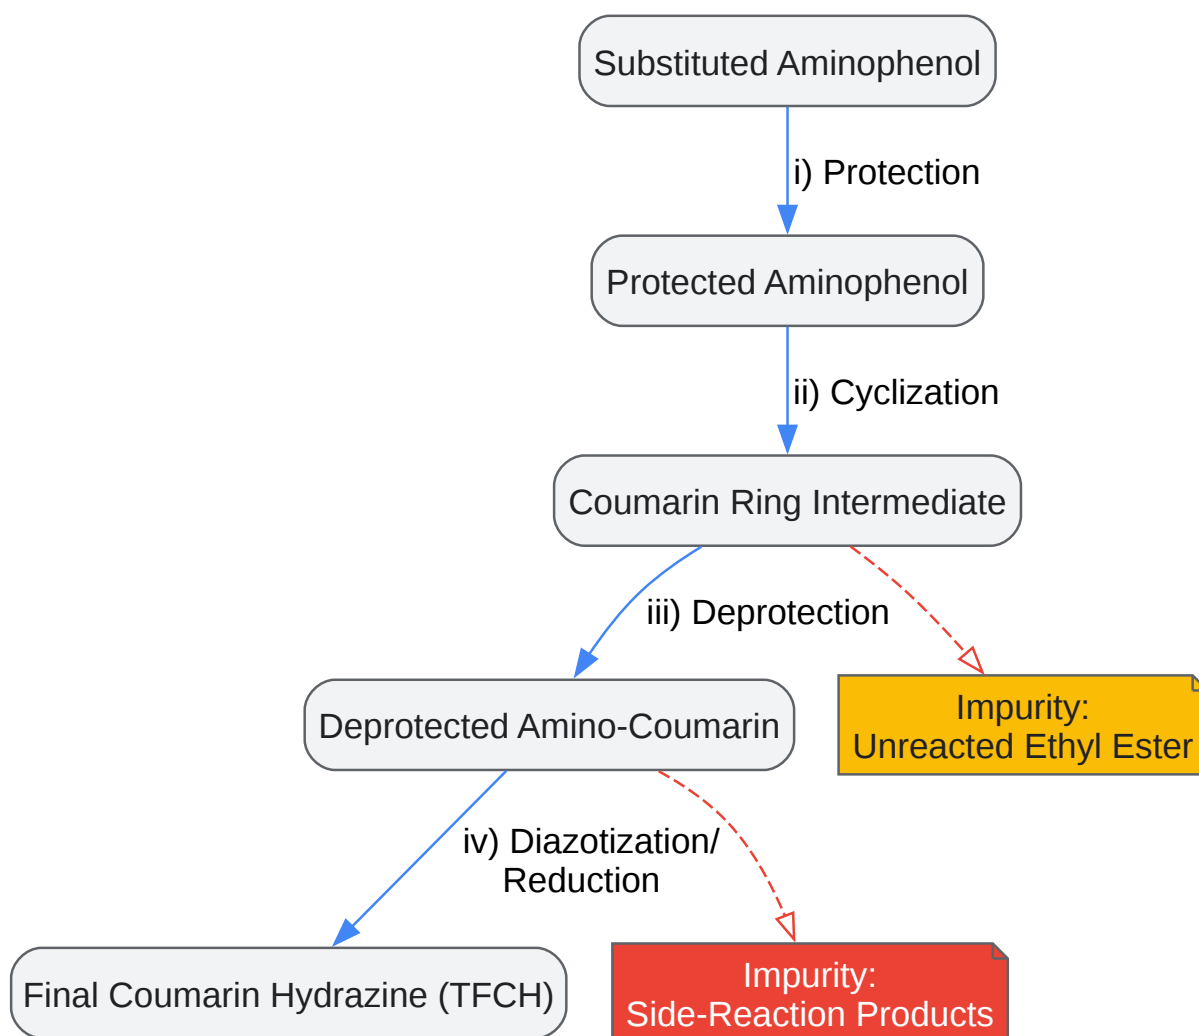 Substituted Aminophenol
i) Protection
Protected Aminophenol
ii) Cyclization
Coumarin Ring Intermediate
iii) Deprotection
Impurity:
Unreacted Ethyl Ester
Deprotected Amino-Coumarin
iv) Diazotization/
Reduction
Final Coumarin Hydrazine (TFCH)
Impurity:
Side-Reaction Products